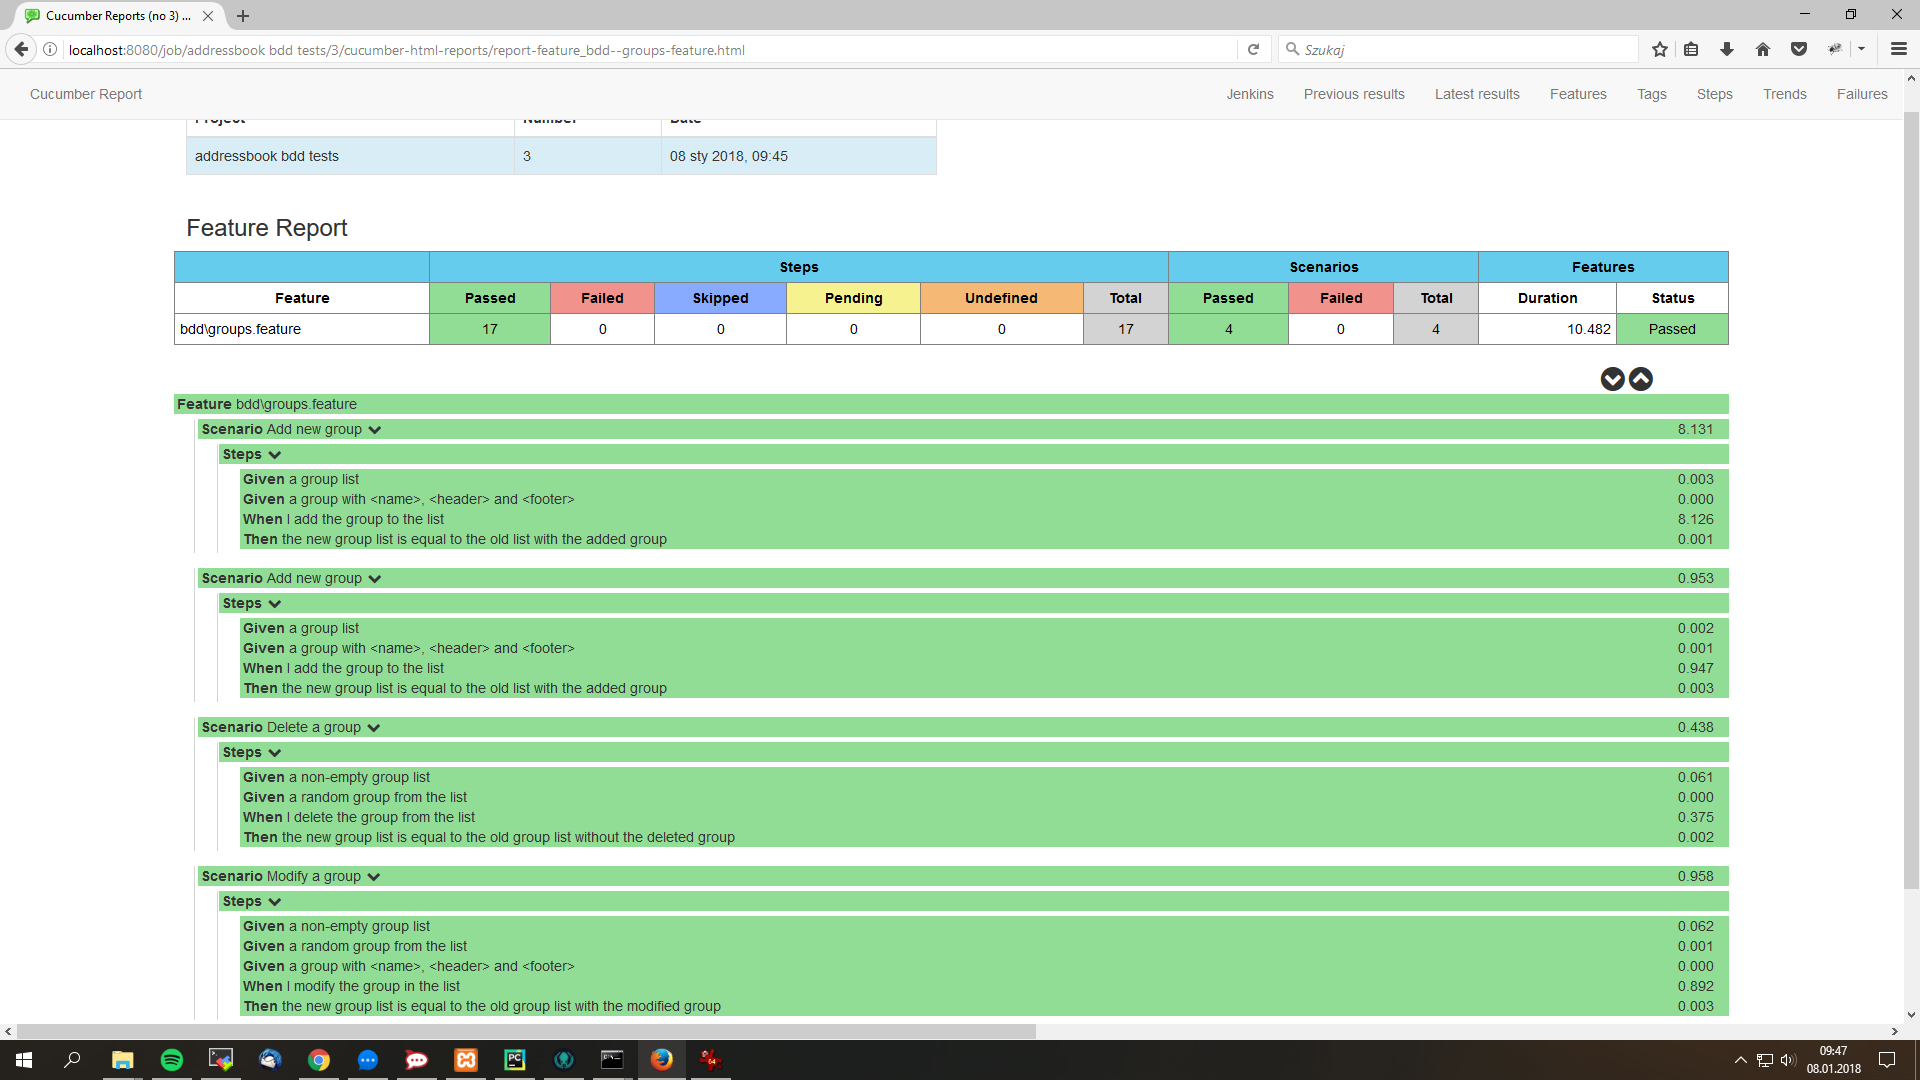 Cucumber Reports (no 3) ...
localhost:8080/job/addressbook bdd tests/3/cucumber-html-reports/report-feature_bdd--groups-feature.html
Szukaj
Cucumber Report
Jenkins Previous results Latest results Features Tags Steps Trends Failures
Project Number Date
addressbook bdd tests 3 08 sty 2018, 09:45
Feature Report
Steps Scenarios Features
Feature Passed Failed Skipped Pending Undefined Total Passed Failed Total Duration Status
bdd\groups.feature 17 0 0 0 0 17 4 0 4 10.482 Passed
Feature bdd\groups.feature
Scenario Add new group 8.131
Steps
Given a group list 0.003
Given a group with <name>, <header> and <footer> 0.000
When I add the group to the list 8.126
Then the new group list is equal to the old list with the added group 0.001
Scenario Add new group 0.953
Steps
Given a group list 0.002
Given a group with <name>, <header> and <footer> 0.001
When I add the group to the list 0.947
Then the new group list is equal to the old list with the added group 0.003
Scenario Delete a group 0.438
Steps
Given a non-empty group list 0.061
Given a random group from the list 0.000
When I delete the group from the list 0.375
Then the new group list is equal to the old group list without the deleted group 0.002
Scenario Modify a group 0.958
Steps
Given a non-empty group list 0.062
Given a random group from the list 0.001
Given a group with <name>, <header> and <footer> 0.000
When I modify the group in the list 0.892
Then the new group list is equal to the old group list with the modified group 0.003
09:47
08.01.2018